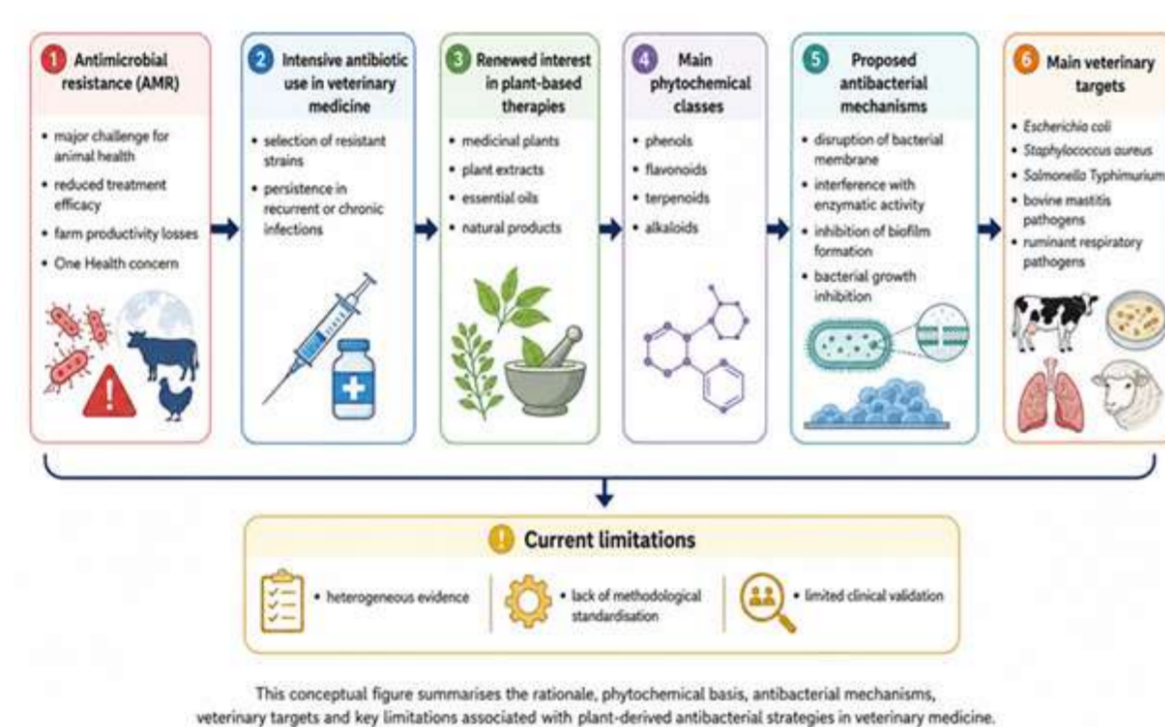 1 Antimicrobial
resistance (AMR)
• major challenge for
animal health
• reduced treatment
efficacy
• farm productivity losses
• One Health concern
2 Intensive antibiotic
use in veterinary
medicine
• selection of resistant
strains
• persistence in
recurrent or chronic
infections
3 Renewed interest
in plant-based
therapies
• medicinal plants
• plant extracts
• essential oils
• natural products
4 Main
phytochemical
classes
• phenols
• flavonoids
• terpenoids
• alkaloids
5 Proposed
antibacterial
mechanisms
• disruption of bacterial
membrane
• interference with
enzymatic activity
• inhibition of biofilm
formation
• bacterial growth
inhibition
6 Main veterinary
targets
• Escherichia coli
• Staphylococcus aureus
• Salmonella Typhimurium
• bovine mastitis
pathogens
• ruminant respiratory
pathogens
! Current limitations
• heterogeneous evidence
• lack of methodological
standardisation
• limited clinical validation
This conceptual figure summarises the rationale, phytochemical basis, antibacterial mechanisms,
veterinary targets and key limitations associated with plant-derived antibacterial strategies in veterinary medicine.